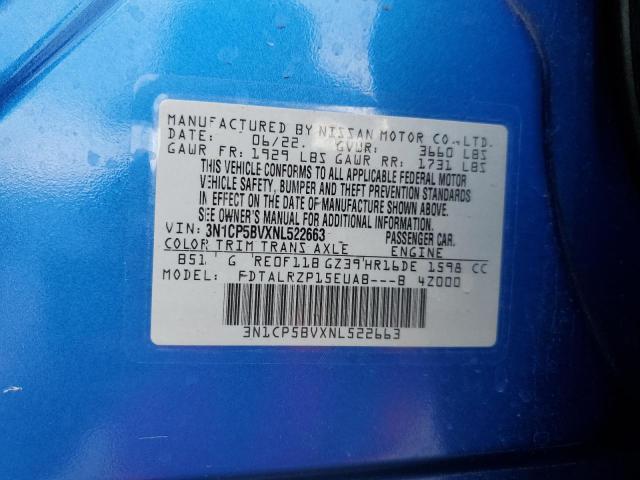 MANUFACTURED BY NISSAN MOTOR CO.,LTD.
DATE: 06/22. GVWR: 3660 LBS
GAWR FR: 1929 LBS GAWR RR: 1731 LBS
THIS VEHICLE CONFORMS TO ALL APPLICABLE FEDERAL MOTOR
VEHICLE SAFETY, BUMPER AND THEFT PREVENTION STANDARDS
IN EFFECT ON THE DATE OF MANUFACTURE SHOWN ABOVE.
SEE OWNER'S MANUAL FOR ADDITIONAL INFORMATION.
VIN: 3N1CP5BVXNL522663 PASSENGER CAR.
COLOR TRIM TRANS AXLE ENGINE
B51 G RE0F11B GZ39 HR16DE 1598 CC
MODEL: FDTALRZP15EUAB---B 4Z000
3N1CP5BVXNL522663